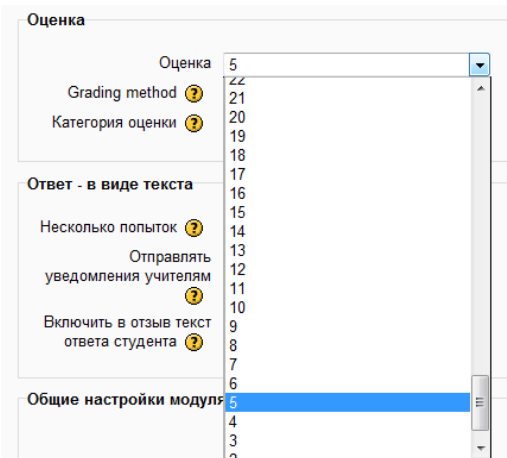 Оценка
Оценка 5
22
Grading method
21
Категория оценки
20
19
18
17
Ответ - в виде текста
16
15
Несколько попыток
14
13
Отправлять
уведомления учителям
12
11
10
Включить в отзыв текст
9
ответа студента
8
7
6
Общие настройки модуля
5
4
3
2